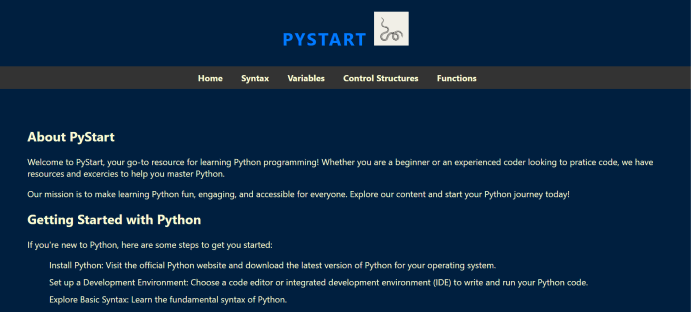 PYSTART
Home Syntax Variables Control Structures Functions
About PyStart
Welcome to PyStart, your go-to resource for learning Python programming! Whether you are a beginner or an experienced coder looking to pratice code, we have
resources and excercies to help you master Python.
Our mission is to make learning Python fun, engaging, and accessible for everyone. Explore our content and start your Python journey today!
Getting Started with Python
If you're new to Python, here are some steps to get you started:
Install Python: Visit the official Python website and download the latest version of Python for your operating system.
Set up a Development Environment: Choose a code editor or integrated development environment (IDE) to write and run your Python code.
Explore Basic Syntax: Learn the fundamental syntax of Python.